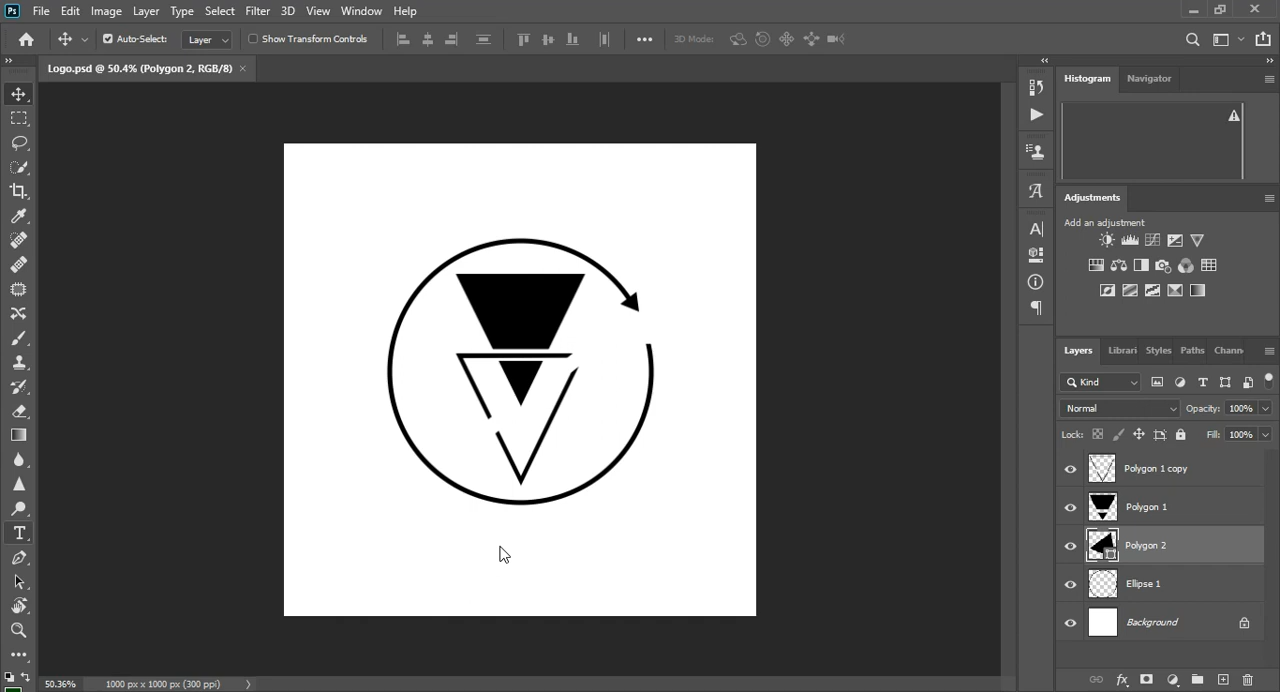 Ps File Edit Image Layer Type Select Filter 3D View Window Help
Auto-Select: Layer Show Transform Controls 3D Mode:
Logo.psd @ 50.4% (Polygon 2, RGB/8)
Histogram Navigator
Adjustments
Add an adjustment
Layers Librari Styles Paths Chann
Kind
Normal Opacity: 100%
Lock: Fill: 100%
Polygon 1 copy
Polygon 1
Polygon 2
Ellipse 1
Background
50.36% 1000 px x 1000 px (300 ppi)